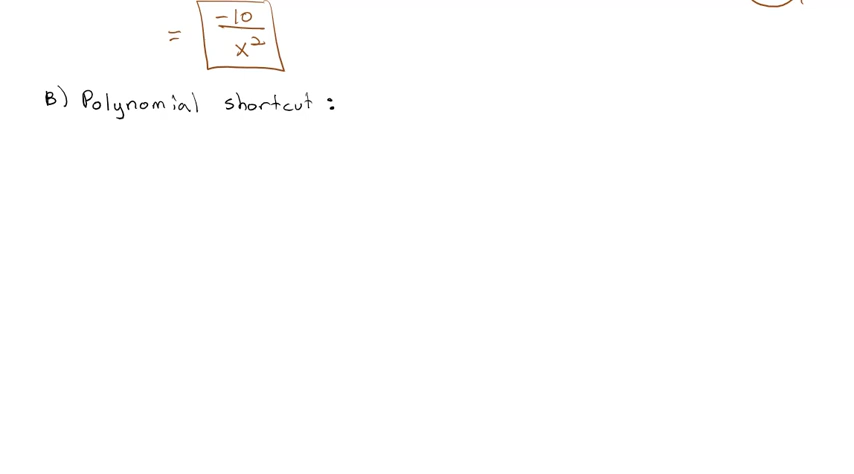 = -10/x²
B) Polynomial shortcut: